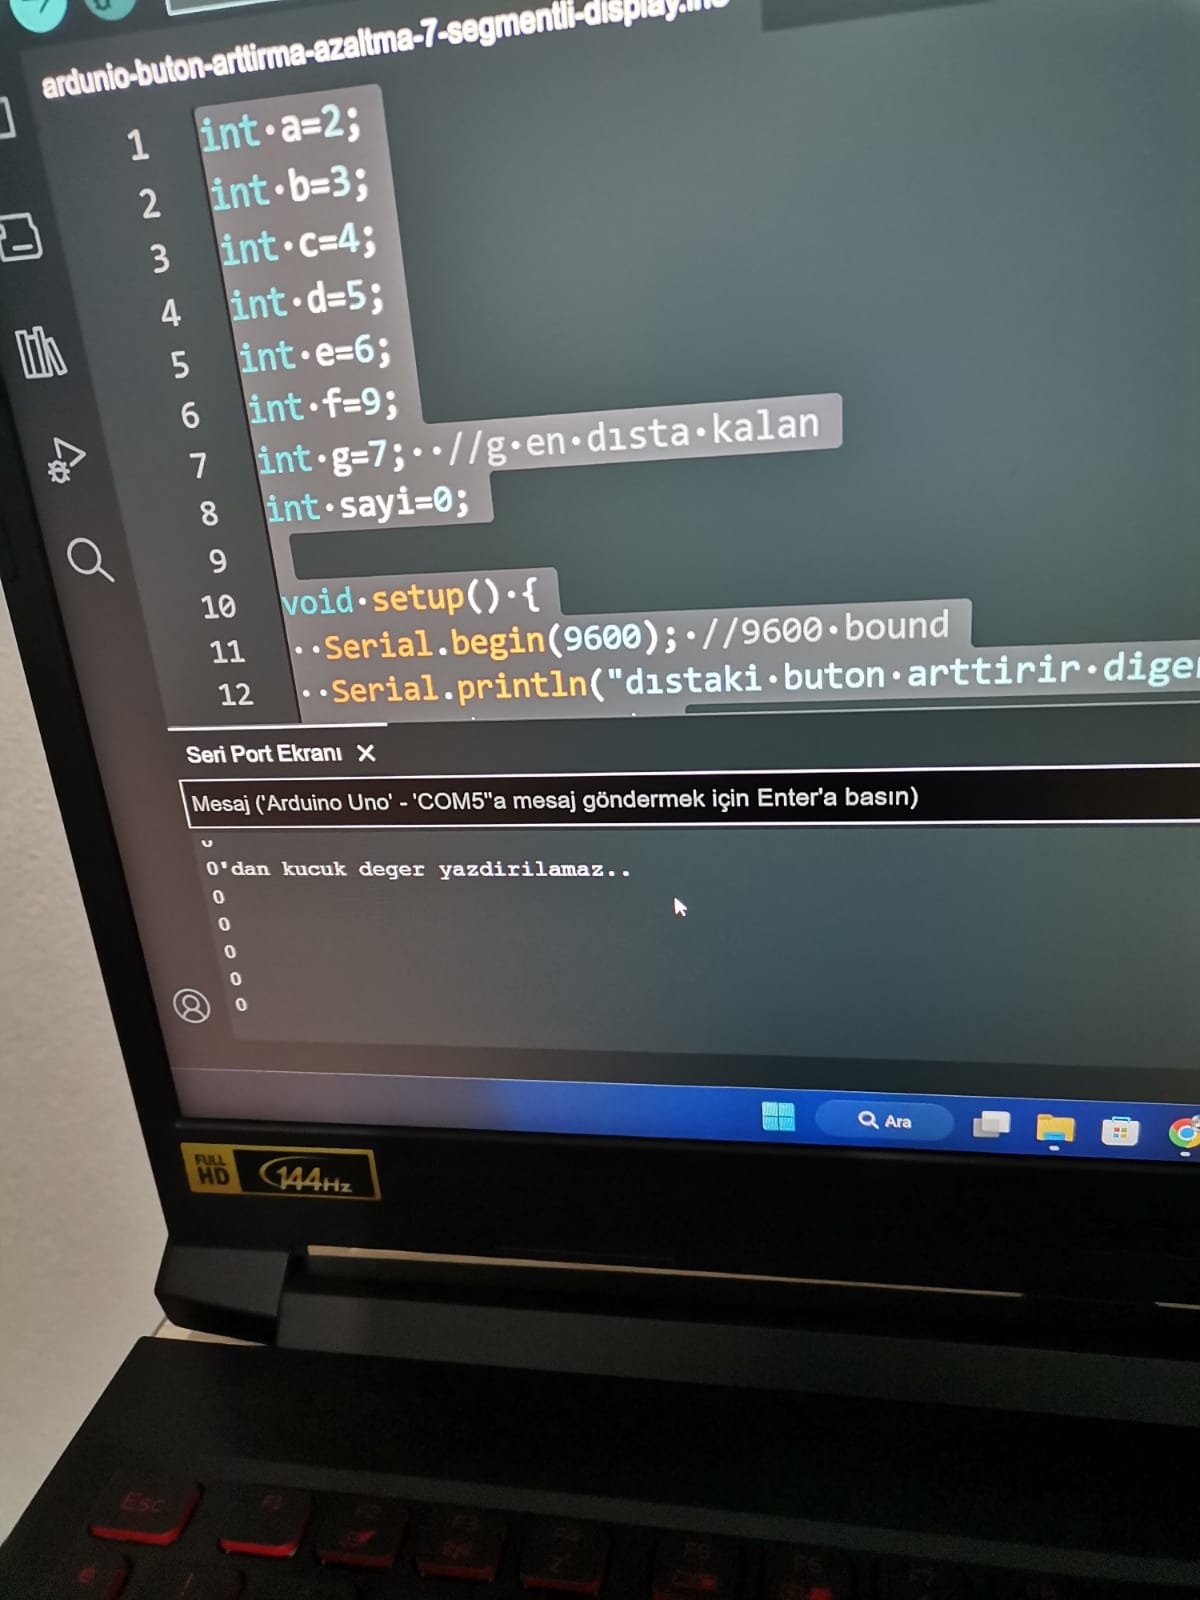 ardunio-buton-arttirma-azaltma-7-segmentli-display.ino
1 int a=2;
2 int b=3;
3 int c=4;
4 int d=5;
5 int e=6;
6 int f=9;
7 int g=7;  //g en dısta kalan
8 int sayi=0;
9
10 void setup() {
11   Serial.begin(9600); //9600 bound
12   Serial.println("dıstaki buton arttirir diger
Seri Port Ekranı X
Mesaj ('Arduino Uno' - 'COM5''a mesaj göndermek için Enter'a basın)
0'dan kucuk deger yazdirilamaz..
0
0
0
0
0
Ara
FULL HD 144Hz
Esc F1